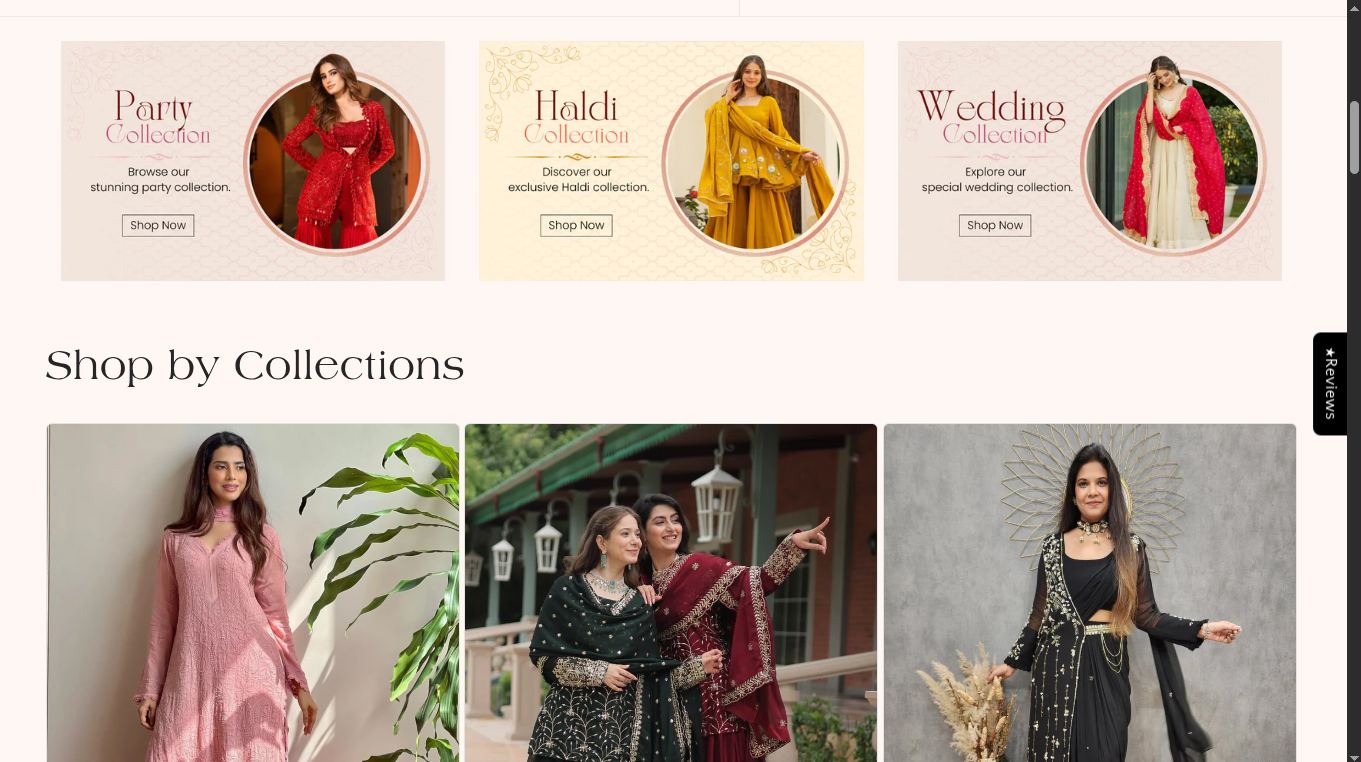 Party
Collection
Browse our
stunning party collection.
Shop Now
Haldi
Collection
Discover our
exclusive Haldi collection.
Shop Now
Wedding
Collection
Explore our
special wedding collection.
Shop Now
Shop by Collections
★Reviews